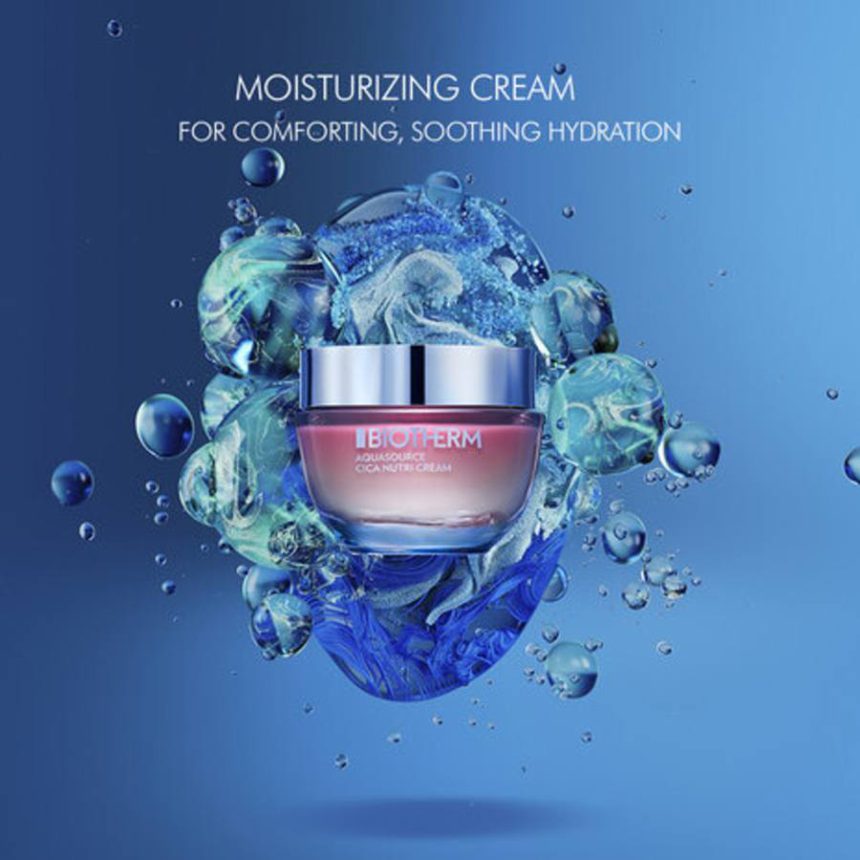 MOISTURIZING CREAM
FOR COMFORTING, SOOTHING HYDRATION
BIOTHERM
AQUASOURCE
CICA NUTRI-CREAM